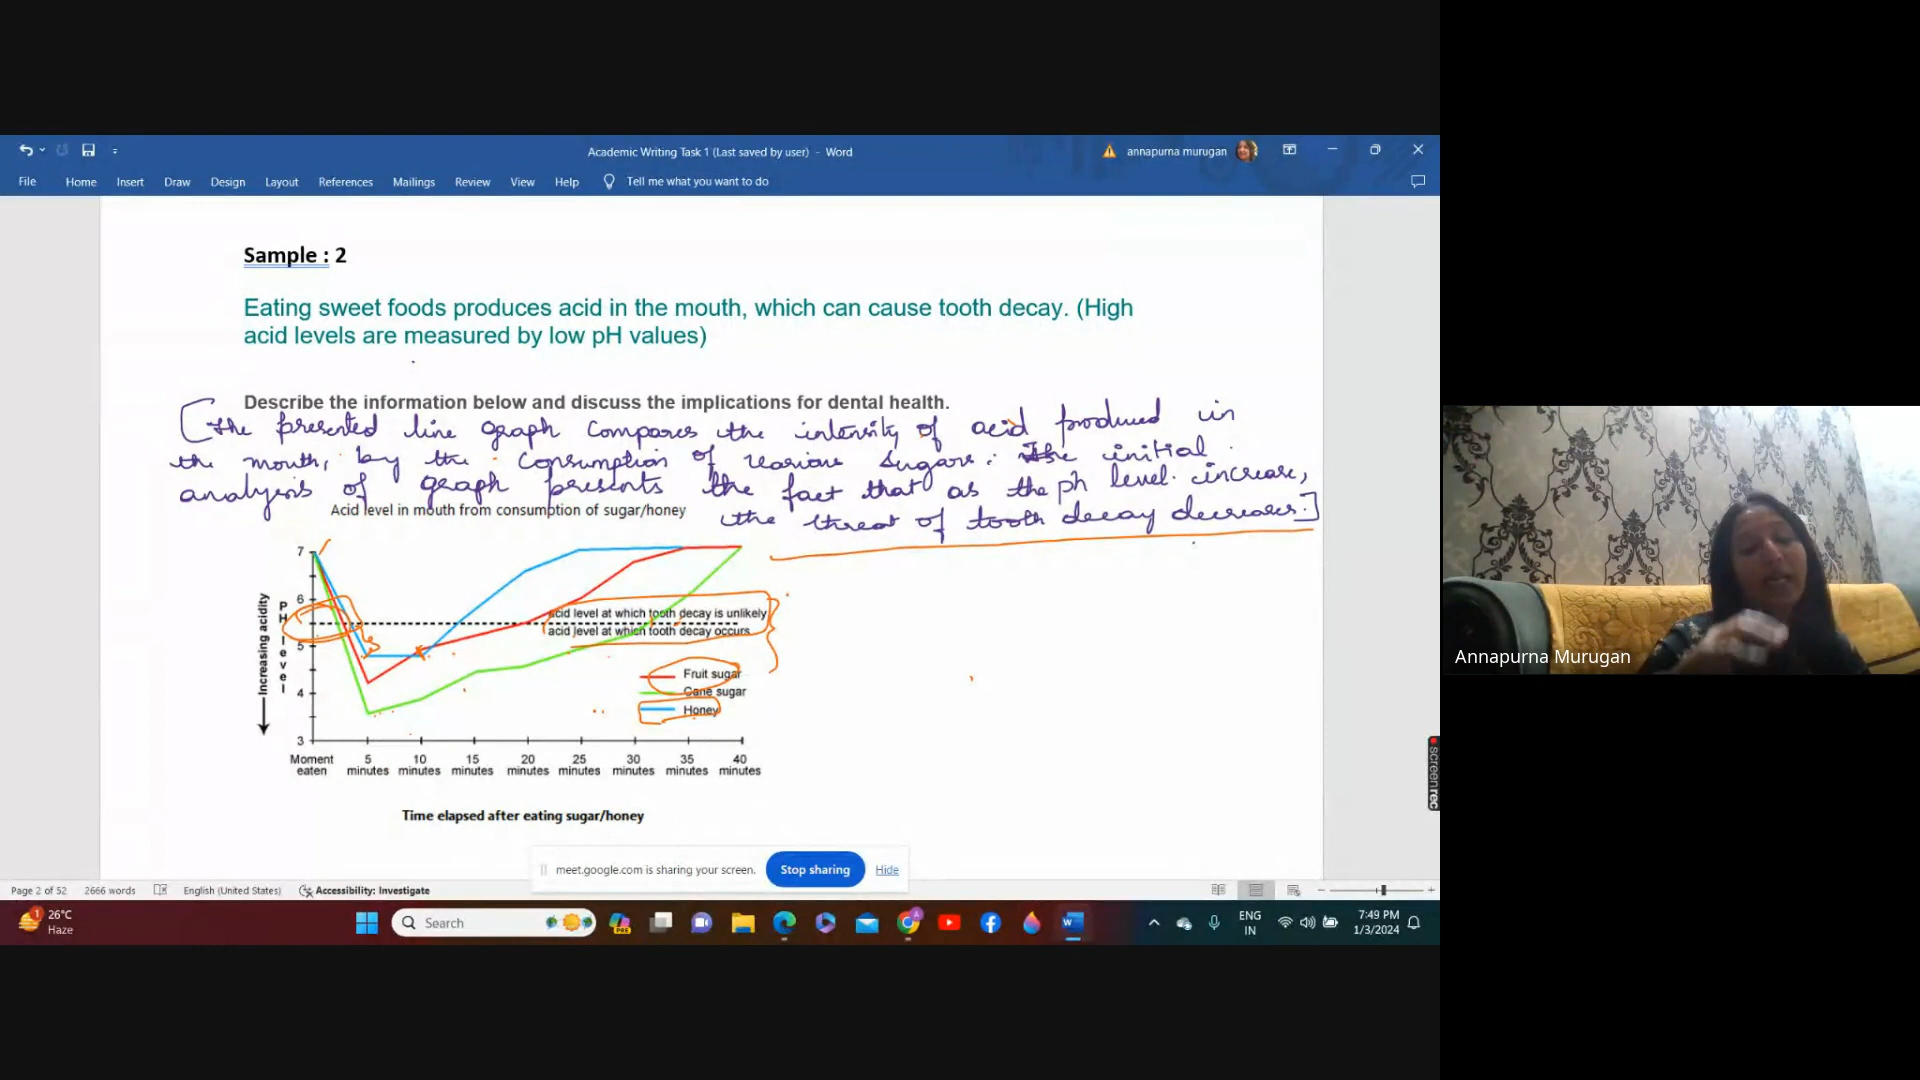 Academic Writing Task 1 (Last saved by user) - Word
annapurna murugan
File Home Insert Draw Design Layout References Mailings Review View Help Tell me what you want to do
Sample : 2
Eating sweet foods produces acid in the mouth, which can cause tooth decay. (High
acid levels are measured by low pH values)
Describe the information below and discuss the implications for dental health.
[The presented line graph compares the intensity of acid produced in
the mouth, by the consumption of various sugars. The initial
analysis of graph presents the fact that as the ph level increase,
the threat of tooth decay decreases.]
Acid level in mouth from consumption of sugar/honey
7
6
5
4
3
Increasing acidity
PH level
acid level at which tooth decay is unlikely
acid level at which tooth decay occurs
Fruit sugar
Cane sugar
Honey
Moment eaten
5 minutes
10 minutes
15 minutes
20 minutes
25 minutes
30 minutes
35 minutes
40 minutes
Time elapsed after eating sugar/honey
Annapurna Murugan
screenrec
meet.google.com is sharing your screen. Stop sharing Hide
Page 2 of 52 2666 words English (United States) Accessibility: Investigate
1 26°C
Haze
Search
PRE
ENG
IN
7:49 PM
1/3/2024